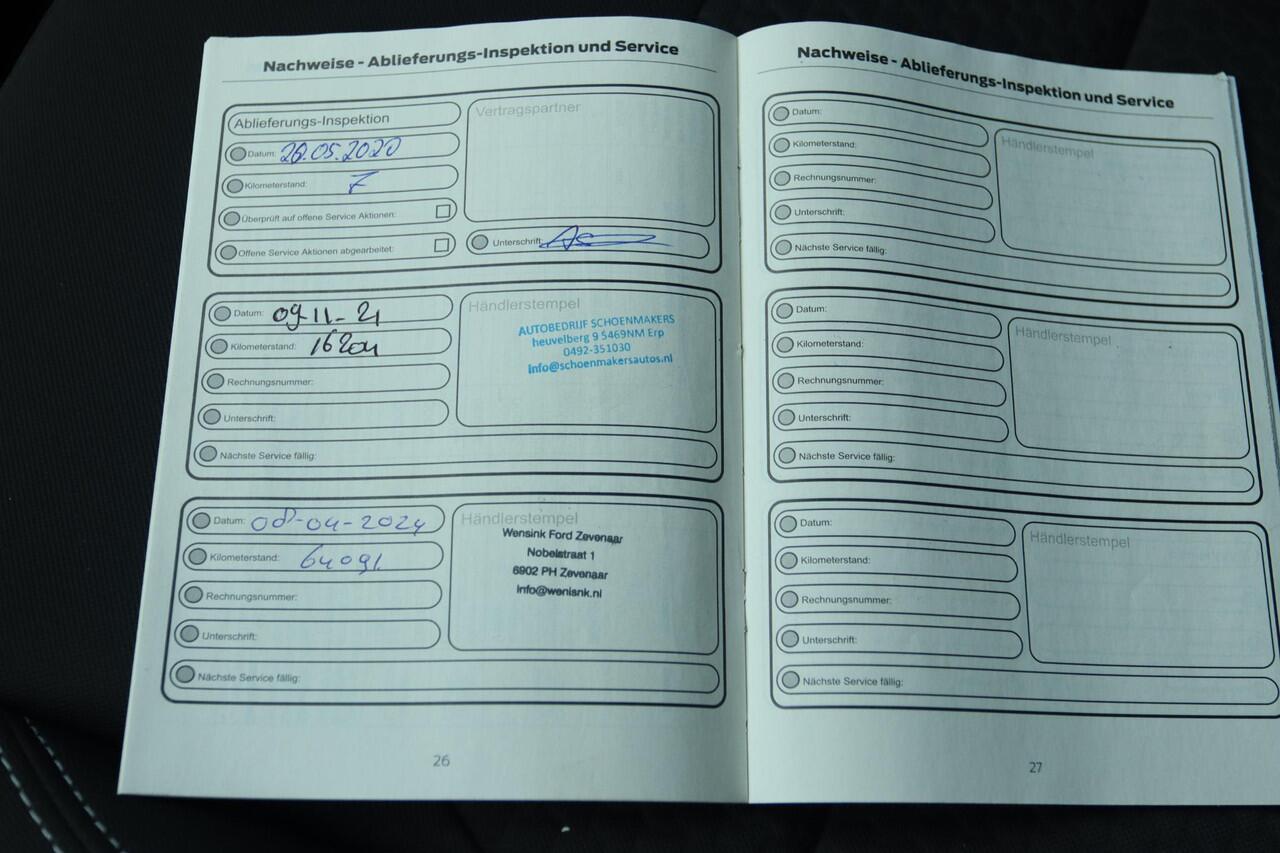 Nachweise - Ablieferungs-Inspektion und Service
Ablieferungs-Inspektion
Datum: 26.05.2020
Kilometerstand: 7
Überprüft auf offene Service Aktionen:
Offene Service Aktionen abgearbeitet:
Vertragspartner
Unterschrift:
Datum: 09-11-21
Kilometerstand: 16204
Rechnungsnummer:
Unterschrift:
Nächste Service fällig:
Händlerstempel
AUTOBEDRIJF SCHOENMAKERS
heuvelberg 9 5469NM Erp
0492-351030
info@schoenmakersautos.nl
Datum: 08-04-2024
Kilometerstand: 64091
Rechnungsnummer:
Unterschrift:
Nächste Service fällig:
Händlerstempel
Wensink Ford Zevenaar
Nobelstraat 1
6902 PH Zevenaar
info@wenisnk.nl
26
Nachweise - Ablieferungs-Inspektion und Service
Datum:
Kilometerstand:
Rechnungsnummer:
Unterschrift:
Nächste Service fällig:
Händlerstempel
Datum:
Kilometerstand:
Rechnungsnummer:
Unterschrift:
Nächste Service fällig:
Händlerstempel
Datum:
Kilometerstand:
Rechnungsnummer:
Unterschrift:
Nächste Service fällig:
Händlerstempel
27